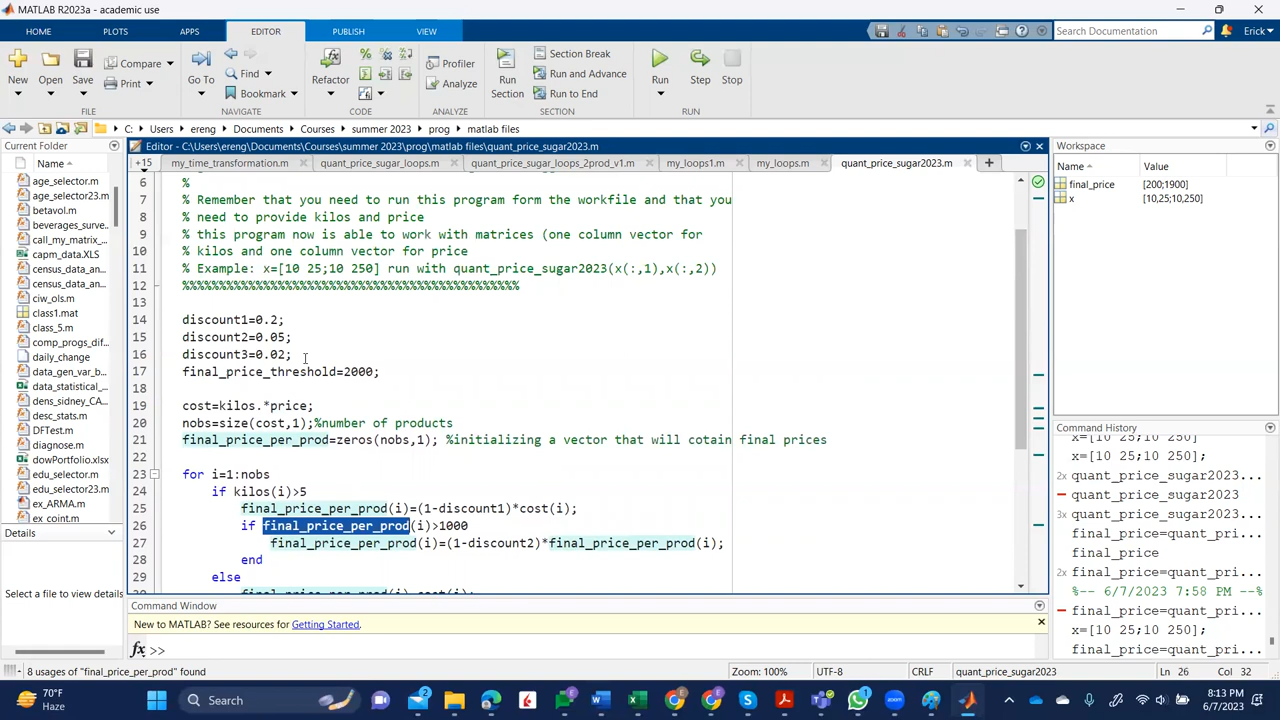 MATLAB R2023a - academic use
HOME PLOTS APPS EDITOR PUBLISH VIEW
Search Documentation Erick
New Open Save Compare Print
Go To Find Bookmark
Refactor
Profiler Analyze
Run Section
Section Break
Run and Advance
Run to End
Run Step Stop
FILE NAVIGATE CODE ANALYZE SECTION RUN
C: Users ereng Documents Courses summer 2023 prog matlab files
Current Folder
Name
age_selector.m
age_selector23.m
betavol.m
beverages_surve...
call_my_matrix_...
capm_data.XLS
census_data_an...
census_data_an...
ciw_ols.m
class1.mat
class_5.m
comp_progs_dif...
daily_change
data_gen_var_b...
data_statistical_...
dens_sidney_CA...
desc_stats.m
DFTest.m
diagnose.m
dowPortfolio.xlsx
edu_selector.m
edu_selector23.m
ex_ARMA.m
ex_coint.m
Details
Select a file to view details
Editor - C:\Users\ereng\Documents\Courses\summer 2023\prog\matlab files\quant_price_sugar2023.m
+15 my_time_transformation.m quant_price_sugar_loops.m quant_price_sugar_loops_2prod_v1.m my_loops1.m my_loops.m quant_price_sugar2023.m
6 %
7 % Remember that you need to run this program form the workfile and that you
8 % need to provide kilos and price
9 % this program now is able to work with matrices (one column vector for
10 % kilos and one column vector for price
11 % Example: x=[10 25;10 250] run with quant_price_sugar2023(x(:,1),x(:,2))
12 %%%%%%%%%%%%%%%%%%%%%%%%%%%%%%%%%%%%%%%%%%%%%%
13
14 discount1=0.2;
15 discount2=0.05;
16 discount3=0.02;
17 final_price_threshold=2000;
18
19 cost=kilos.*price;
20 nobs=size(cost,1);%number of products
21 final_price_per_prod=zeros(nobs,1); %initializing a vector that will cotain final prices
22
23 for i=1:nobs
24 if kilos(i)>5
25 final_price_per_prod(i)=(1-discount1)*cost(i);
26 if final_price_per_prod(i)>1000
27 final_price_per_prod(i)=(1-discount2)*final_price_per_prod(i);
28 end
29 else
final_price_per_prod(i)=cost(i);
Command Window
New to MATLAB? See resources for Getting Started.
fx >>
Workspace
Name Value
final_price [200;1900]
x [10,25;10,250]
Command History
x=[10 25;10 250]
x=[10 25;10 250];
2x quant_price_sugar2023...
quant_price_sugar2023
3x quant_price_sugar2023...
final_price=quant_pri...
final_price
2x final_price=quant_pri...
%-- 6/7/2023 7:58 PM --%
final_price=quant_pri...
x=[10 25;10 250];
final_price=quant_pri...
8 usages of "final_price_per_prod" found
Zoom: 100% UTF-8 CRLF quant_price_sugar2023 Ln 26 Col 32
70°F
Haze
Search
8:13 PM
6/7/2023